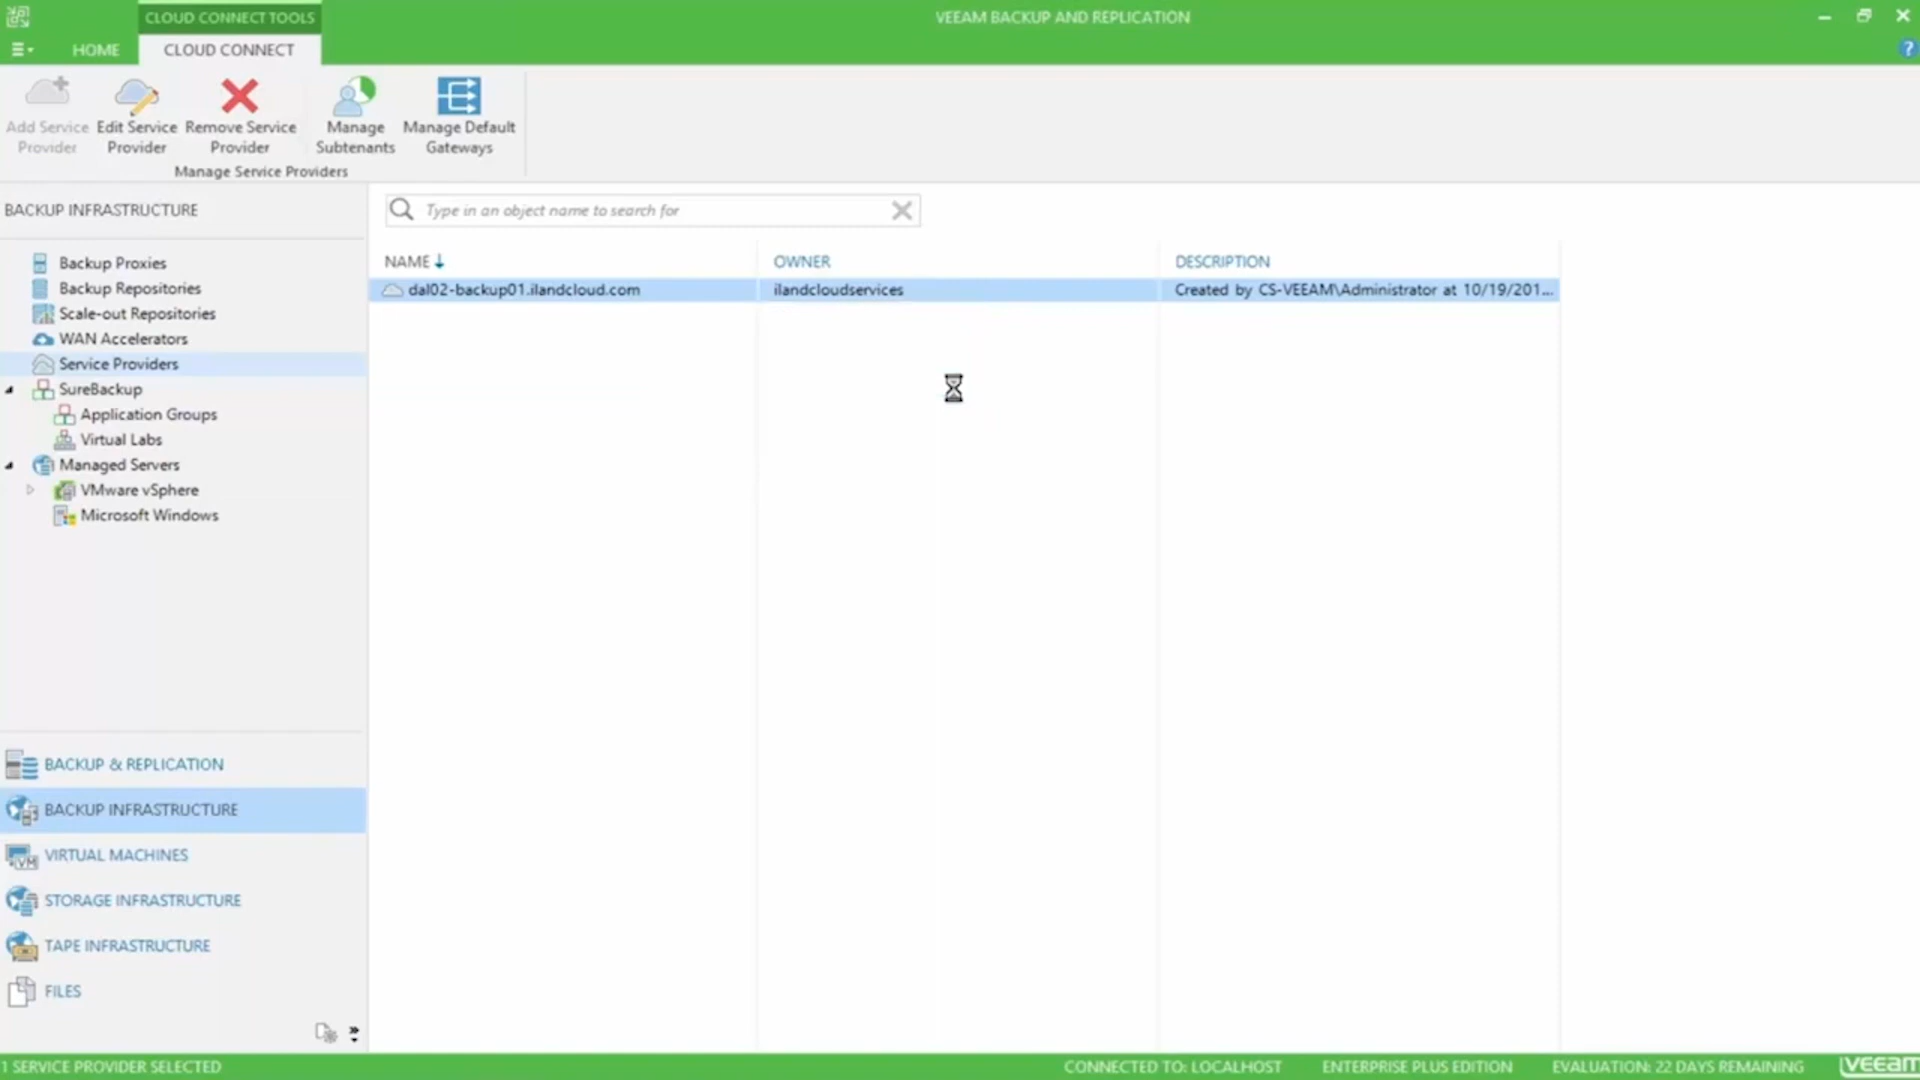 CLOUD CONNECT TOOLS
VEEAM BACKUP AND REPLICATION
HOME
CLOUD CONNECT
?
Add Service Provider
Edit Service Provider
Remove Service Provider
Manage Subtenants
Manage Default Gateways
Manage Service Providers
BACKUP INFRASTRUCTURE
Type in an object name to search for
Backup Proxies
Backup Repositories
Scale-out Repositories
WAN Accelerators
Service Providers
SureBackup
Application Groups
Virtual Labs
Managed Servers
VMware vSphere
Microsoft Windows
NAME
OWNER
DESCRIPTION
dal02-backup01.ilandcloud.com
ilandcloudservices
Created by CS-VEEAM\Administrator at 10/19/201...
BACKUP & REPLICATION
BACKUP INFRASTRUCTURE
VM
VIRTUAL MACHINES
STORAGE INFRASTRUCTURE
TAPE INFRASTRUCTURE
FILES
1 SERVICE PROVIDER SELECTED
CONNECTED TO: LOCALHOST
ENTERPRISE PLUS EDITION
EVALUATION: 22 DAYS REMAINING
veeam